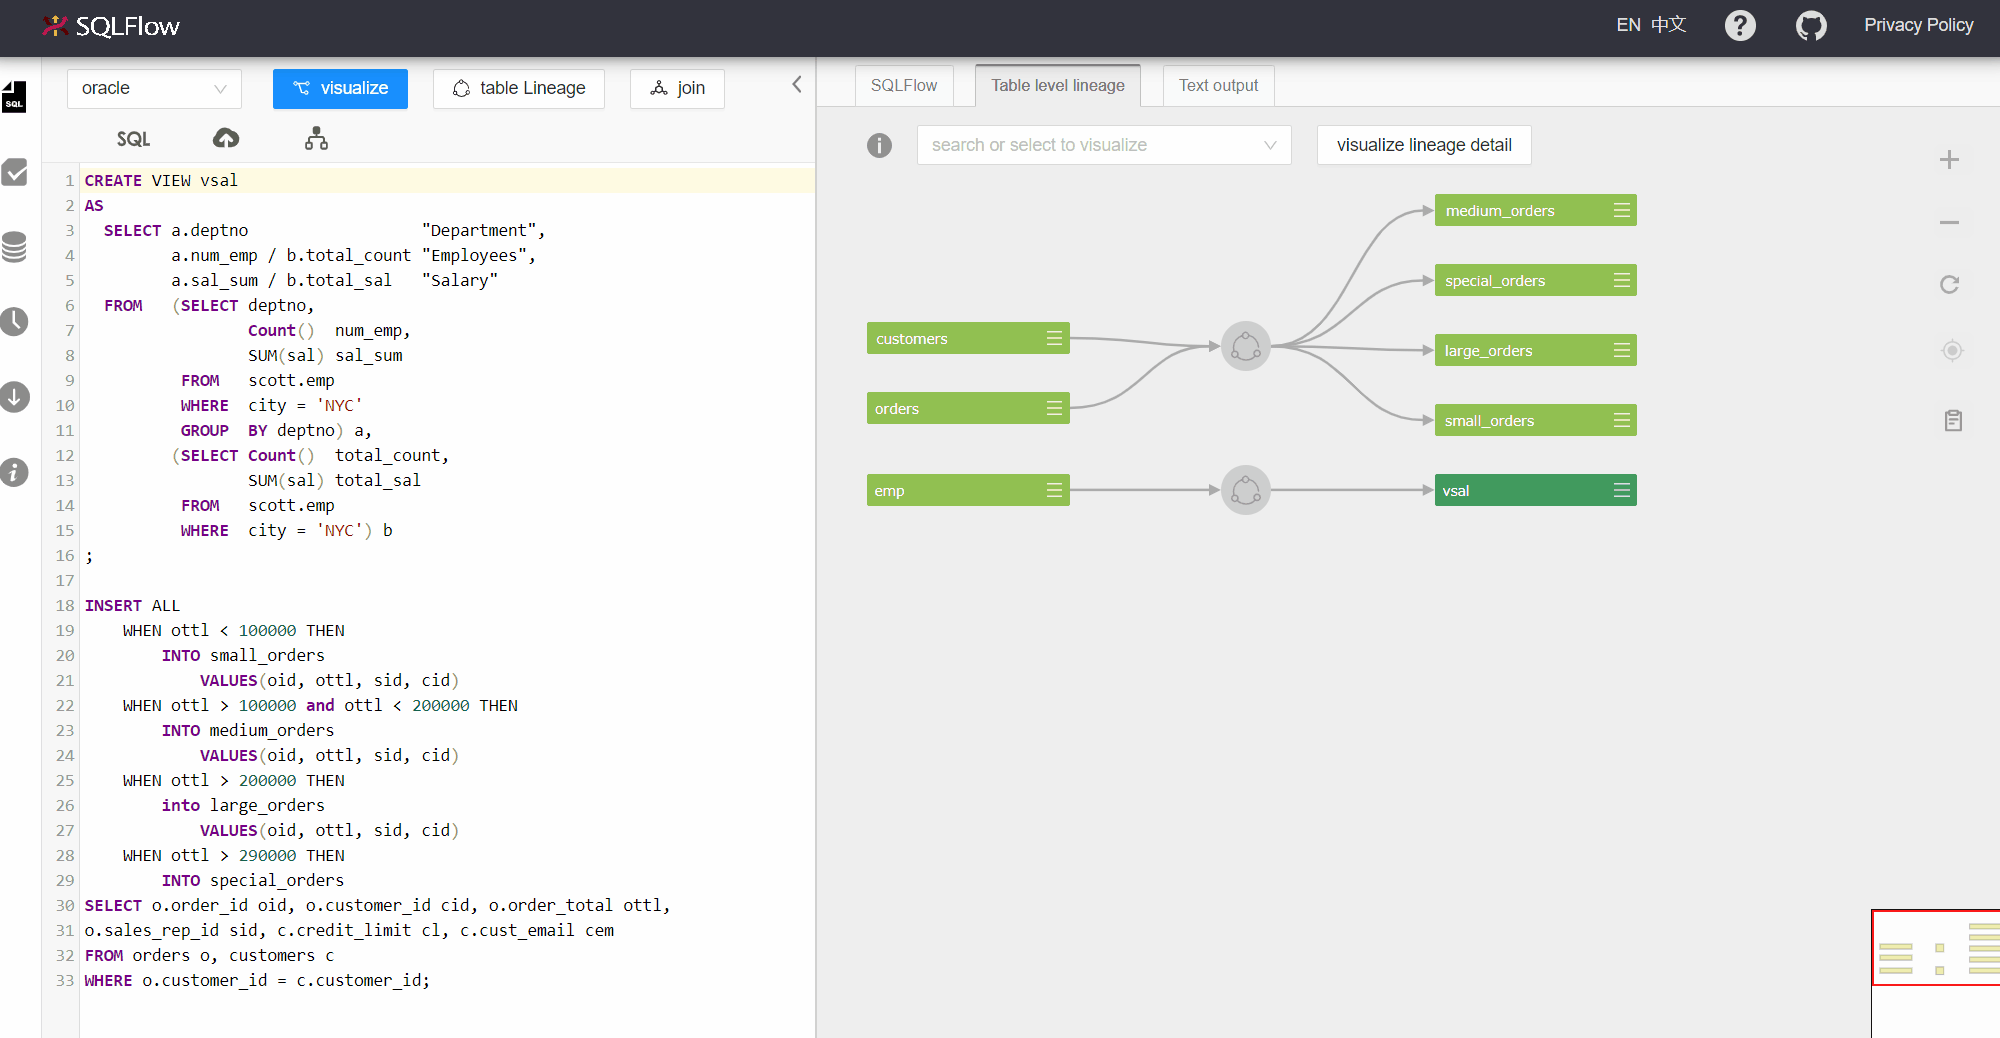 SQLFlow
EN 中文
Privacy Policy
oracle
visualize
table Lineage
join
SQL
SQL
1 CREATE VIEW vsal
2 AS
3   SELECT a.deptno                  "Department",
4          a.num_emp / b.total_count "Employees",
5          a.sal_sum / b.total_sal   "Salary"
6   FROM   (SELECT deptno,
7                  Count()  num_emp,
8                  SUM(sal) sal_sum
9           FROM   scott.emp
10          WHERE  city = 'NYC'
11          GROUP  BY deptno) a,
12         (SELECT Count()  total_count,
13                 SUM(sal) total_sal
14          FROM   scott.emp
15          WHERE  city = 'NYC') b
16 ;
17
18 INSERT ALL
19     WHEN ottl < 100000 THEN
20         INTO small_orders
21             VALUES(oid, ottl, sid, cid)
22     WHEN ottl > 100000 and ottl < 200000 THEN
23         INTO medium_orders
24             VALUES(oid, ottl, sid, cid)
25     WHEN ottl > 200000 THEN
26         into large_orders
27             VALUES(oid, ottl, sid, cid)
28     WHEN ottl > 290000 THEN
29         INTO special_orders
30 SELECT o.order_id oid, o.customer_id cid, o.order_total ottl,
31 o.sales_rep_id sid, c.credit_limit cl, c.cust_email cem
32 FROM orders o, customers c
33 WHERE o.customer_id = c.customer_id;
SQLFlow
Table level lineage
Text output
search or select to visualize
visualize lineage detail
medium_orders
special_orders
customers
large_orders
orders
small_orders
emp
vsal